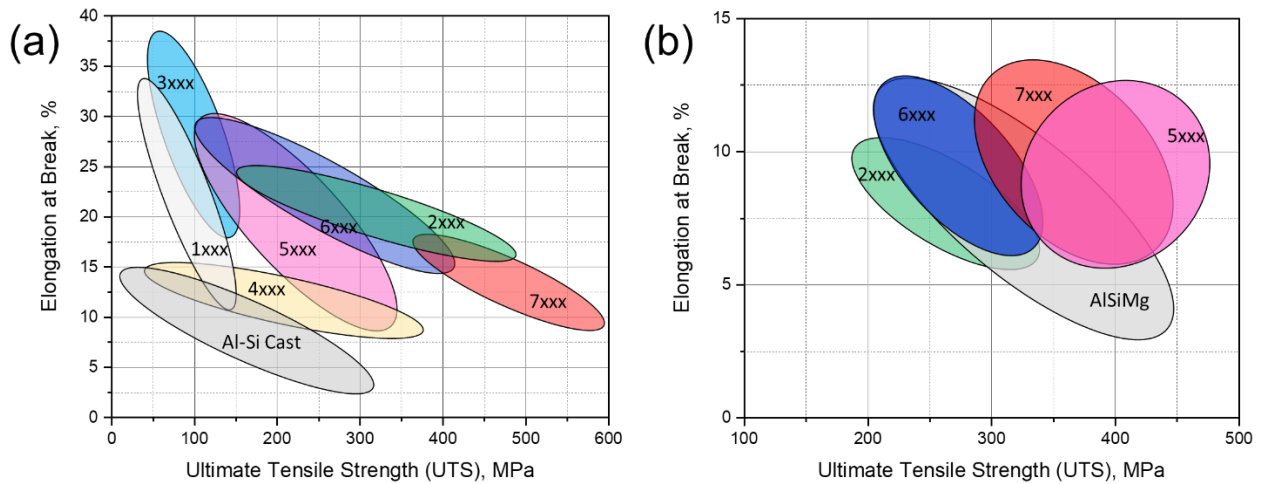 (a)
40
35
30
25
20
15
10
5
0
Elongation at Break, %
3xxx
1xxx
5xxx
6xxx
2xxx
4xxx
7xxx
Al-Si Cast
0 100 200 300 400 500 600
Ultimate Tensile Strength (UTS), MPa
(b)
15
10
5
0
Elongation at Break, %
7xxx
6xxx
5xxx
2xxx
AlSiMg
100 200 300 400 500
Ultimate Tensile Strength (UTS), MPa